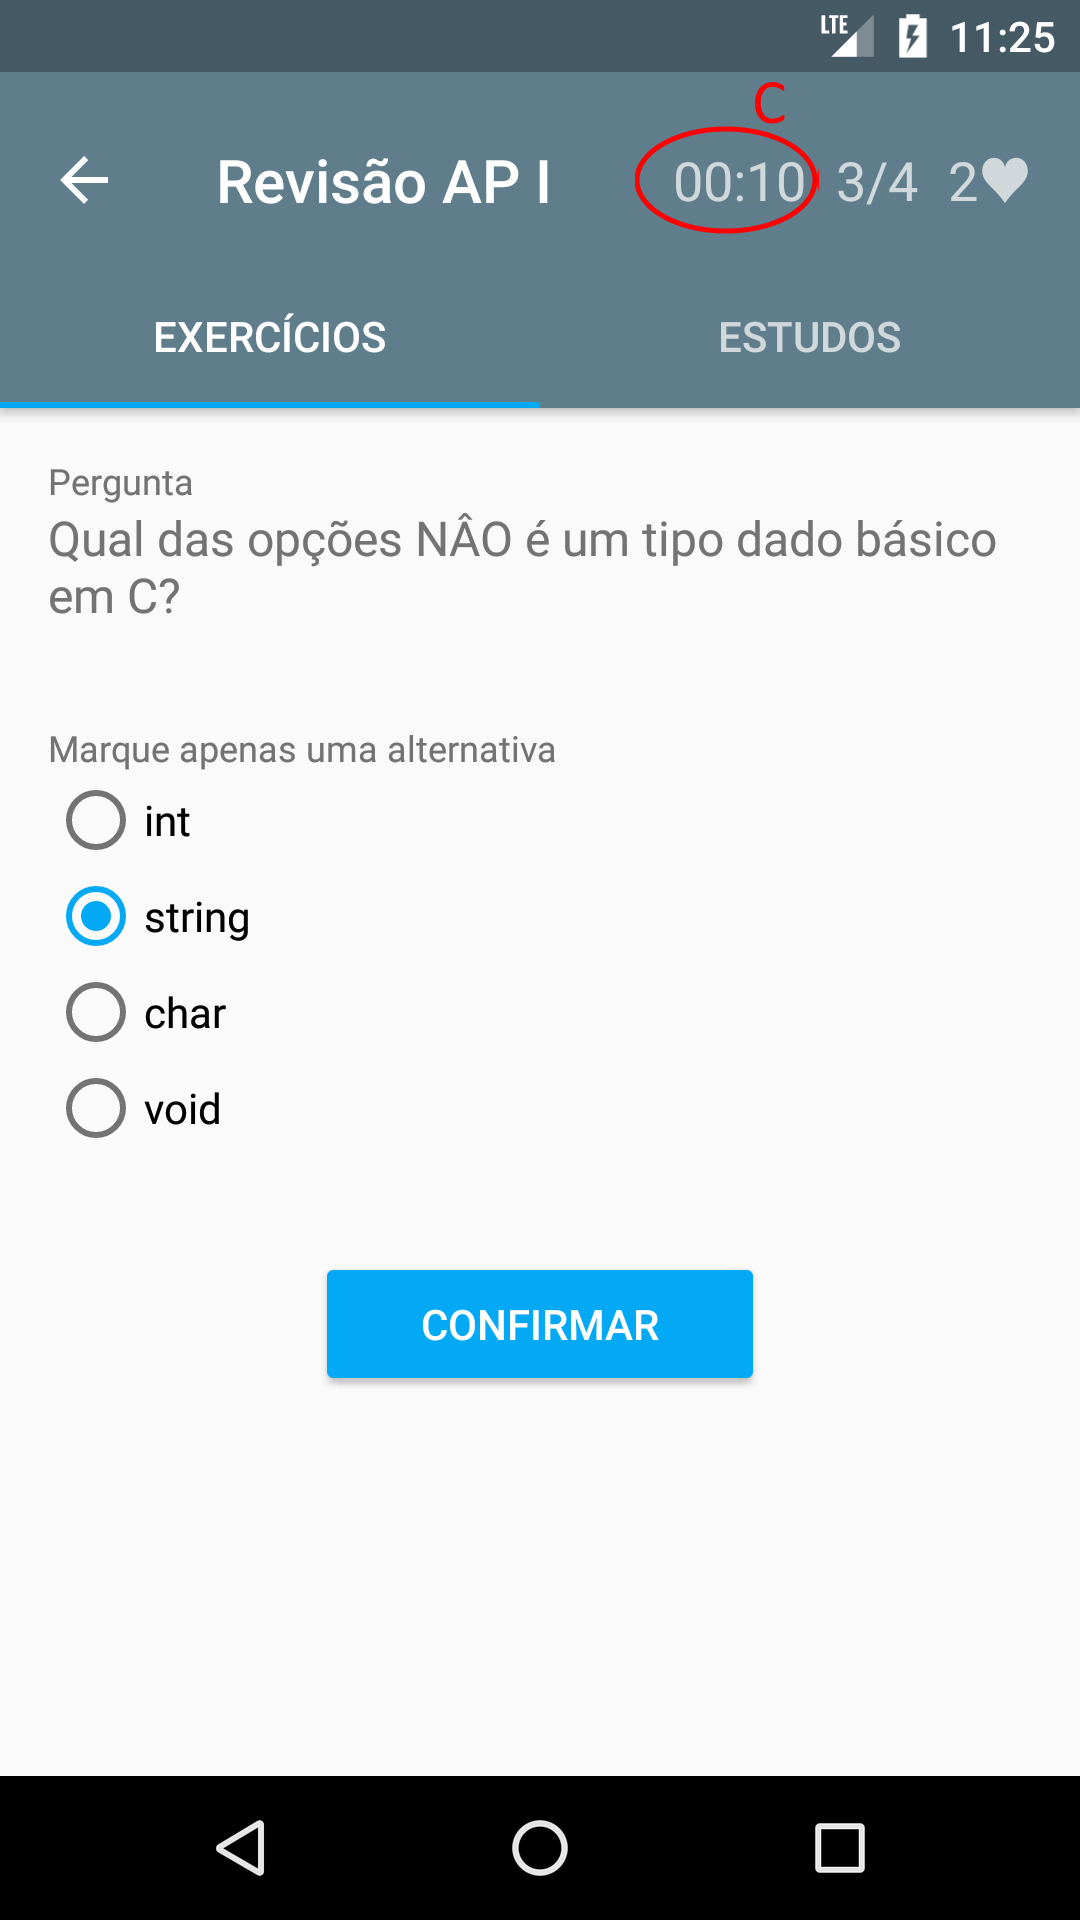 LTE 11:25
C
Revisão AP I 00:10 3/4 2♥
EXERCÍCIOS ESTUDOS
Pergunta
Qual das opções NÂO é um tipo dado básico
em C?
Marque apenas uma alternativa
int
string
char
void
CONFIRMAR